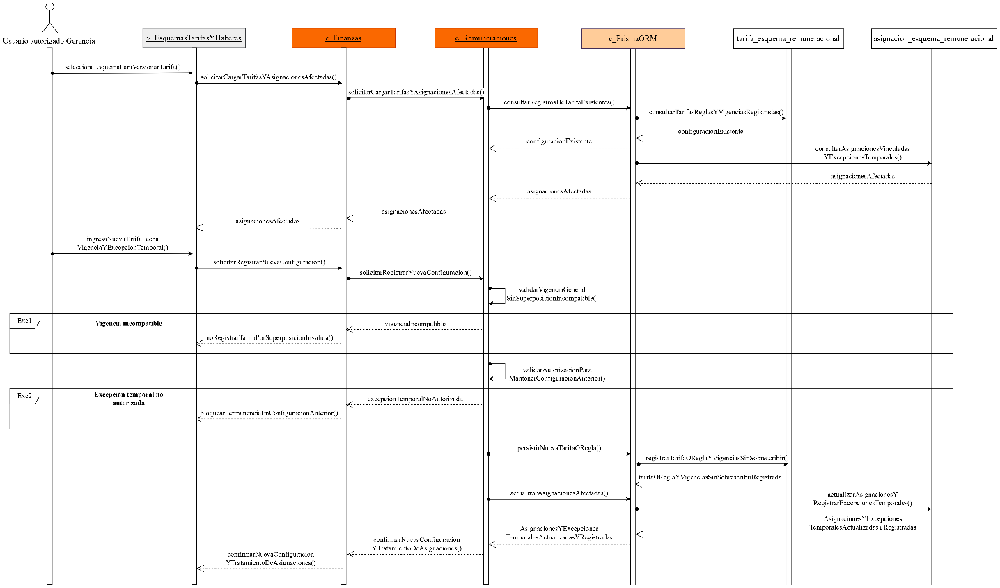 Usuario autorizado Gerencia
v_EsquemasTarifasYHaberes
c_Finanzas
c_Remuneraciones
c_PrismaORM
tarifa_esquema_remuneracional
asignacion_esquema_remuneracional
seleccionaEsquemaParaVersionarTarifa()
solicitarCargarTarifasYAsignacionesAfectadas()
solicitarCargarTarifasYAsignacionesAfectadas()
consultarRegistrosDeTarifaExistentes()
consultarTarifasReglasYVigenciasRegistradas()
configuracionExistente
configuracionExistente
consultarAsignacionesVinculadas
YExcepcionesTemporales()
asignacionesAfectadas
asignacionesAfectadas
asignacionesAfectadas
asignacionesAfectadas
ingresaNuevaTarifaFecha
VigenciaYExcepcionTemporal()
solicitarRegistrarNuevaConfiguracion()
solicitarRegistrarNuevaConfiguracion()
validarVigenciaGeneral
SinSuperposicionIncompatible()
Exc1
Vigencia incompatible
vigenciaIncompatible
noRegistrarTarifaPorSuperposicionInvalida()
validarAutorizacionPara
MantenerConfiguracionAnterior()
Exc2
Excepción temporal no
autorizada
excepcionTemporalNoAutorizada
bloquearPermanenciaEnConfiguracionAnterior()
persistirNuevaTarifaORegla()
registrarTarifaOReglaYVigenciasSinSobrescribir()
tarifaOReglaYVigenciasSinSobrescribirRegistrada
actualizarAsignacionesAfectadas()
actualizarAsignacionesY
RegistrarExcepcionesTemporales()
AsignacionesYExcepciones
TemporalesActualizadasYRegistradas
AsignacionesYExcepciones
TemporalesActualizadasYRegistradas
confirmarNuevaConfiguracion
YTratamientoDeAsignaciones()
confirmarNuevaConfiguracion
YTratamientoDeAsignaciones()